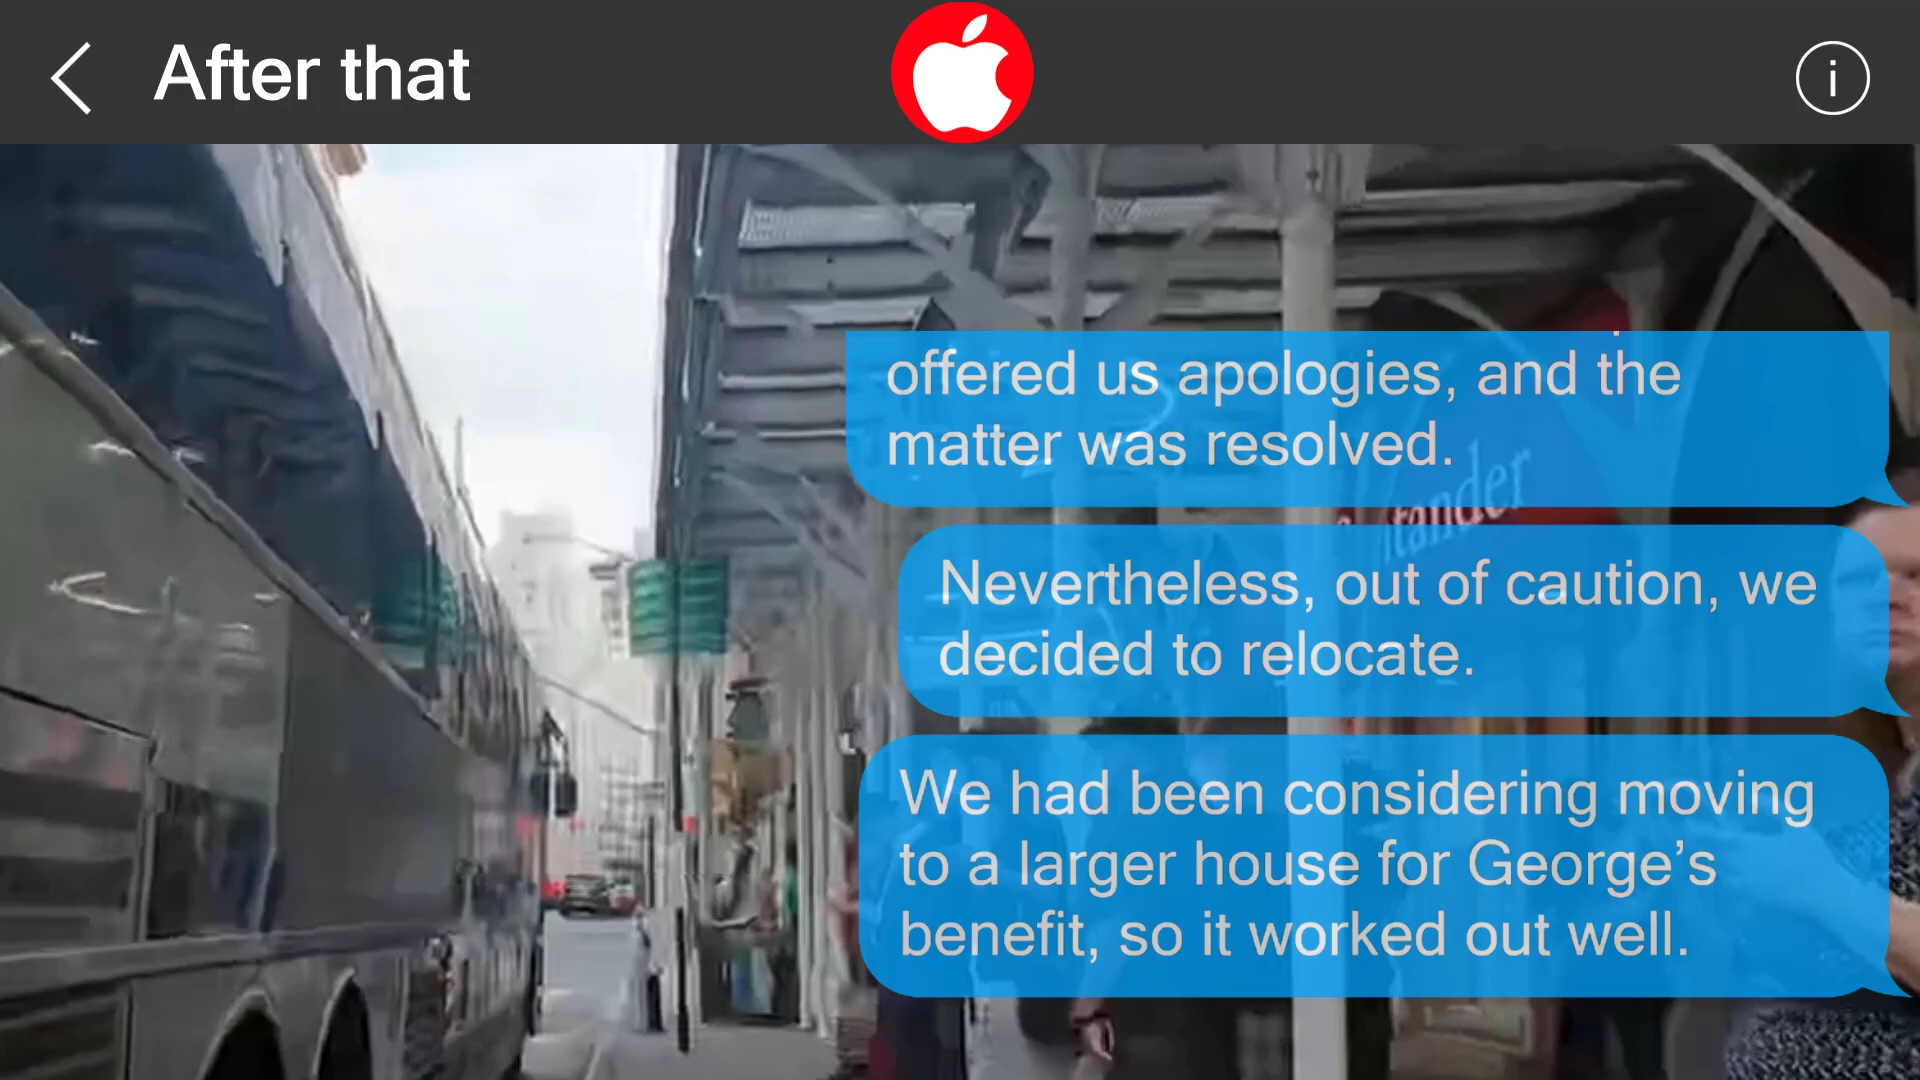 After that
offered us apologies, and the
matter was resolved.
tander
Nevertheless, out of caution, we
decided to relocate.
We had been considering moving
to a larger house for George’s
benefit, so it worked out well.